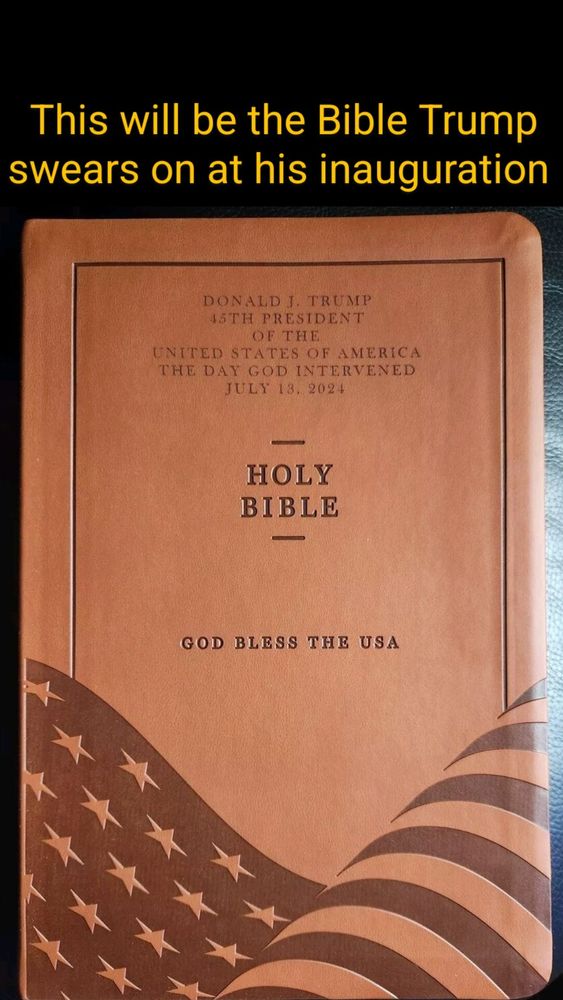 This will be the Bible Trump
swears on at his inauguration
DONALD J. TRUMP
45TH PRESIDENT
OF THE
UNITED STATES OF AMERICA
THE DAY GOD INTERVENED
JULY 13, 2024
HOLY
BIBLE
GOD BLESS THE USA